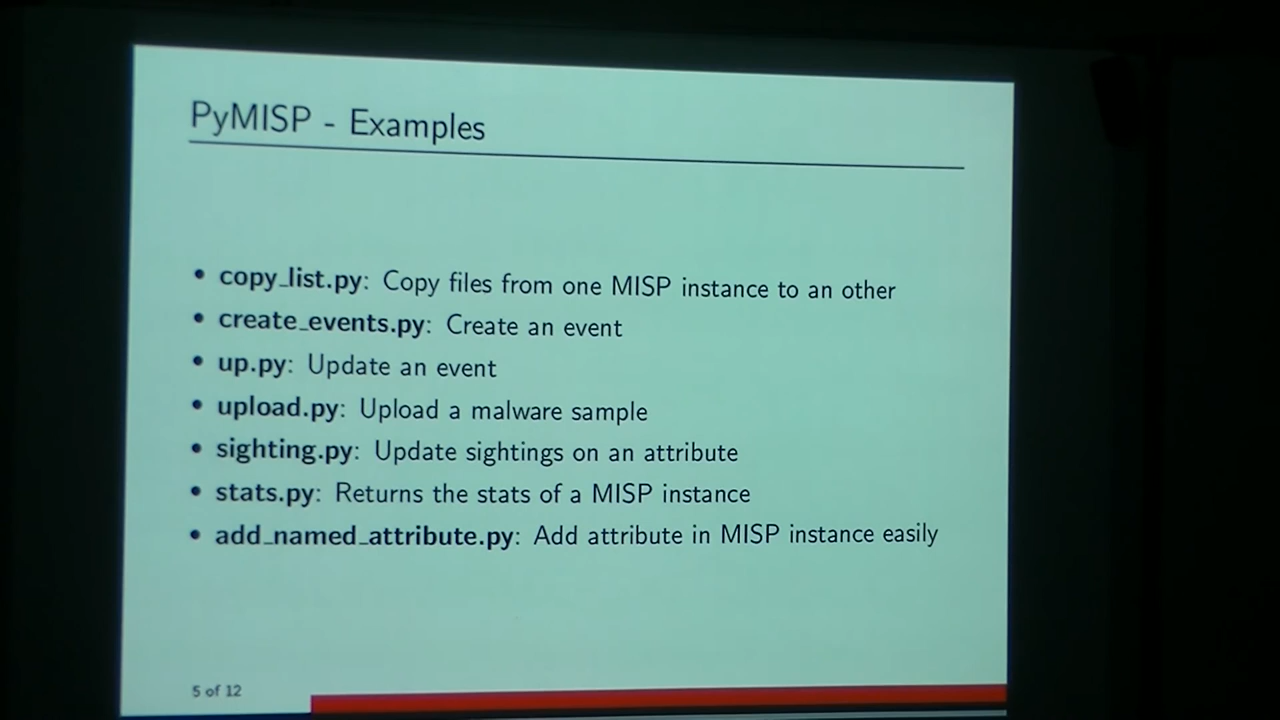 PyMISP - Examples
• copy_list.py: Copy files from one MISP instance to an other
• create_events.py: Create an event
• up.py: Update an event
• upload.py: Upload a malware sample
• sighting.py: Update sightings on an attribute
• stats.py: Returns the stats of a MISP instance
• add_named_attribute.py: Add attribute in MISP instance easily
5 of 12